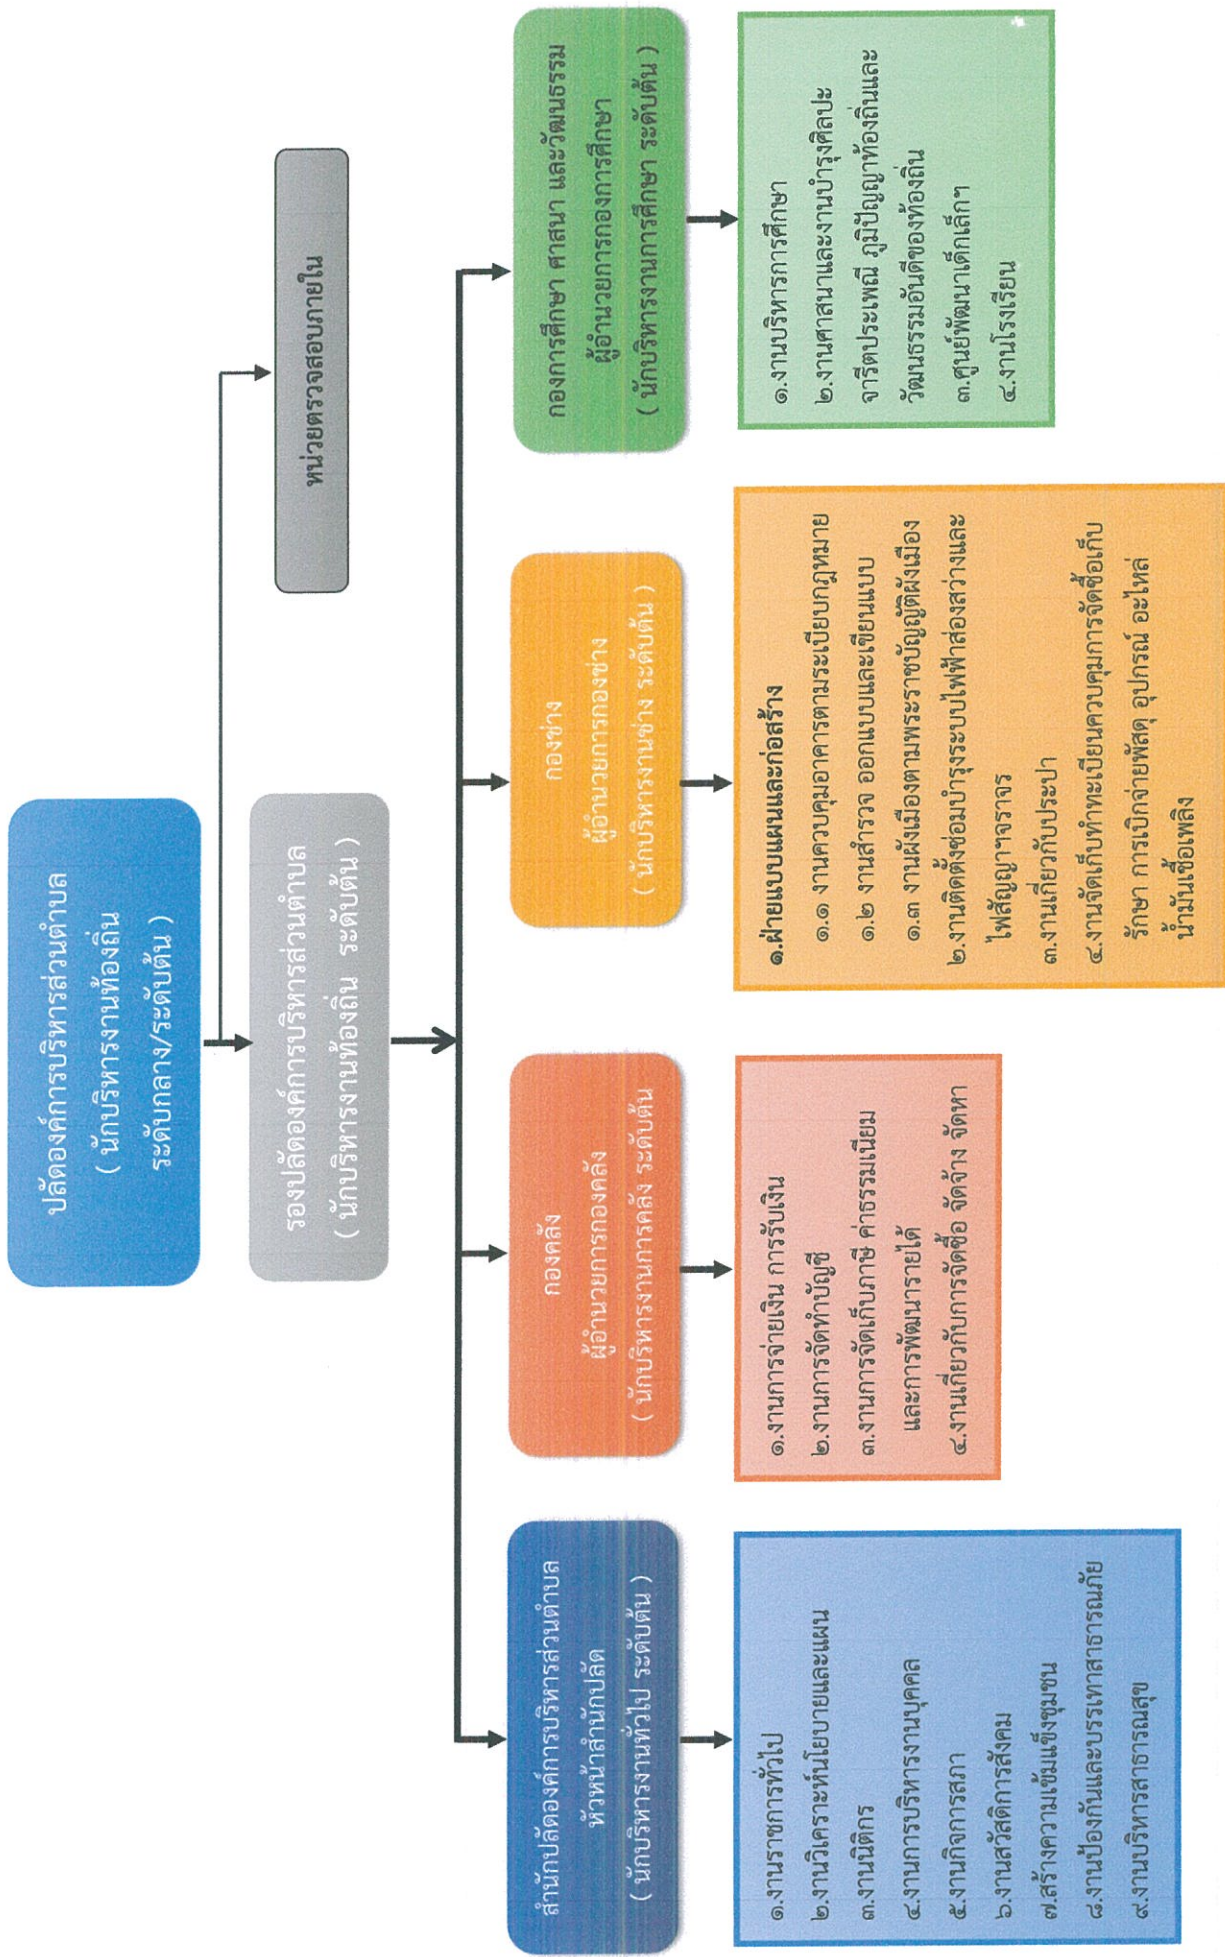 ปลัดองค์การบริหารส่วนตำบล
( นักบริหารงานท้องถิ่น
ระดับกลาง/ระดับต้น )
หน่วยตรวจสอบภายใน
รองปลัดองค์การบริหารส่วนตำบล
( นักบริหารงานท้องถิ่น ระดับต้น )
สำนักปลัดองค์การบริหารส่วนตำบล
หัวหน้าสำนักปลัด
( นักบริหารงานทั่วไป ระดับต้น )
๑.งานราชการทั่วไป
๒.งานวิเคราะห์นโยบายและแผน
๓.งานนิติกร
๔.งานการบริหารงานบุคคล
๕.งานกิจการสภา
๖.งานสวัสดิการสังคม
๗.สร้างความเข้มแข็งชุมชน
๘.งานป้องกันและบรรเทาสาธารณภัย
๙.งานบริหารสาธารณสุข
กองคลัง
ผู้อำนวยการกองคลัง
( นักบริหารงานการคลัง ระดับต้น )
๑.งานการจ่ายเงิน การรับเงิน
๒.งานการจัดทำบัญชี
๓.งานการจัดเก็บภาษี ค่าธรรมเนียม
และการพัฒนารายได้
๔.งานเกี่ยวกับการจัดซื้อ จัดจ้าง จัดหา
กองช่าง
ผู้อำนวยการกองช่าง
( นักบริหารงานช่าง ระดับต้น )
๑.ฝ่ายแบบแผนและก่อสร้าง
๑.๑ งานควบคุมอาคารตามระเบียบกฎหมาย
๑.๒ งานสำรวจ ออกแบบและเขียนแบบ
๑.๓ งานผังเมืองตามพระราชบัญญัติผังเมือง
๒.งานติดตั้งซ่อมบำรุงระบบไฟฟ้าส่องสว่างและ
ไฟสัญญาฯจราจร
๓.งานเกี่ยวกับประปา
๔.งานจัดเก็บทำทะเบียนควบคุมการจัดซื้อเก็บ
รักษา การเบิกจ่ายพัสดุ อุปกรณ์ อะไหล่
น้ำมันเชื้อเพลิง
กองการศึกษา ศาสนา และวัฒนธรรม
ผู้อำนวยการกองการศึกษา
( นักบริหารงานการศึกษา ระดับต้น )
๑.งานบริหารการศึกษา
๒.งานศาสนาและงานบำรุงศิลปะ
จารีตประเพณี ภูมิปัญญาท้องถิ่นและ
วัฒนธรรมอันดีของท้องถิ่น
๓.ศูนย์พัฒนาเด็กเล็กฯ
๔.งานโรงเรียน